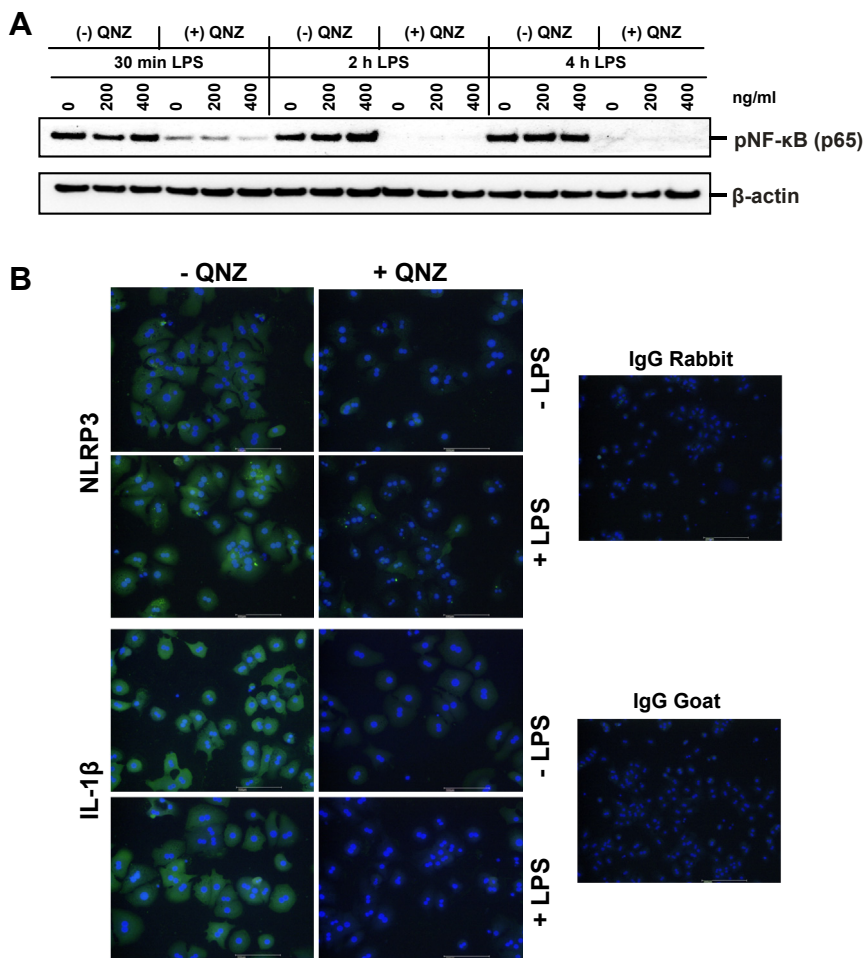 A
(-) QNZ (+) QNZ (-) QNZ (+) QNZ (-) QNZ (+) QNZ
30 min LPS 2 h LPS 4 h LPS
0 200 400 0 200 400 0 200 400 0 200 400 0 200 400 0 200 400 ng/ml
pNF-κB (p65)
β-actin
B
- QNZ + QNZ
NLRP3
- LPS
+ LPS
IgG Rabbit
IL-1β
- LPS
+ LPS
IgG Goat